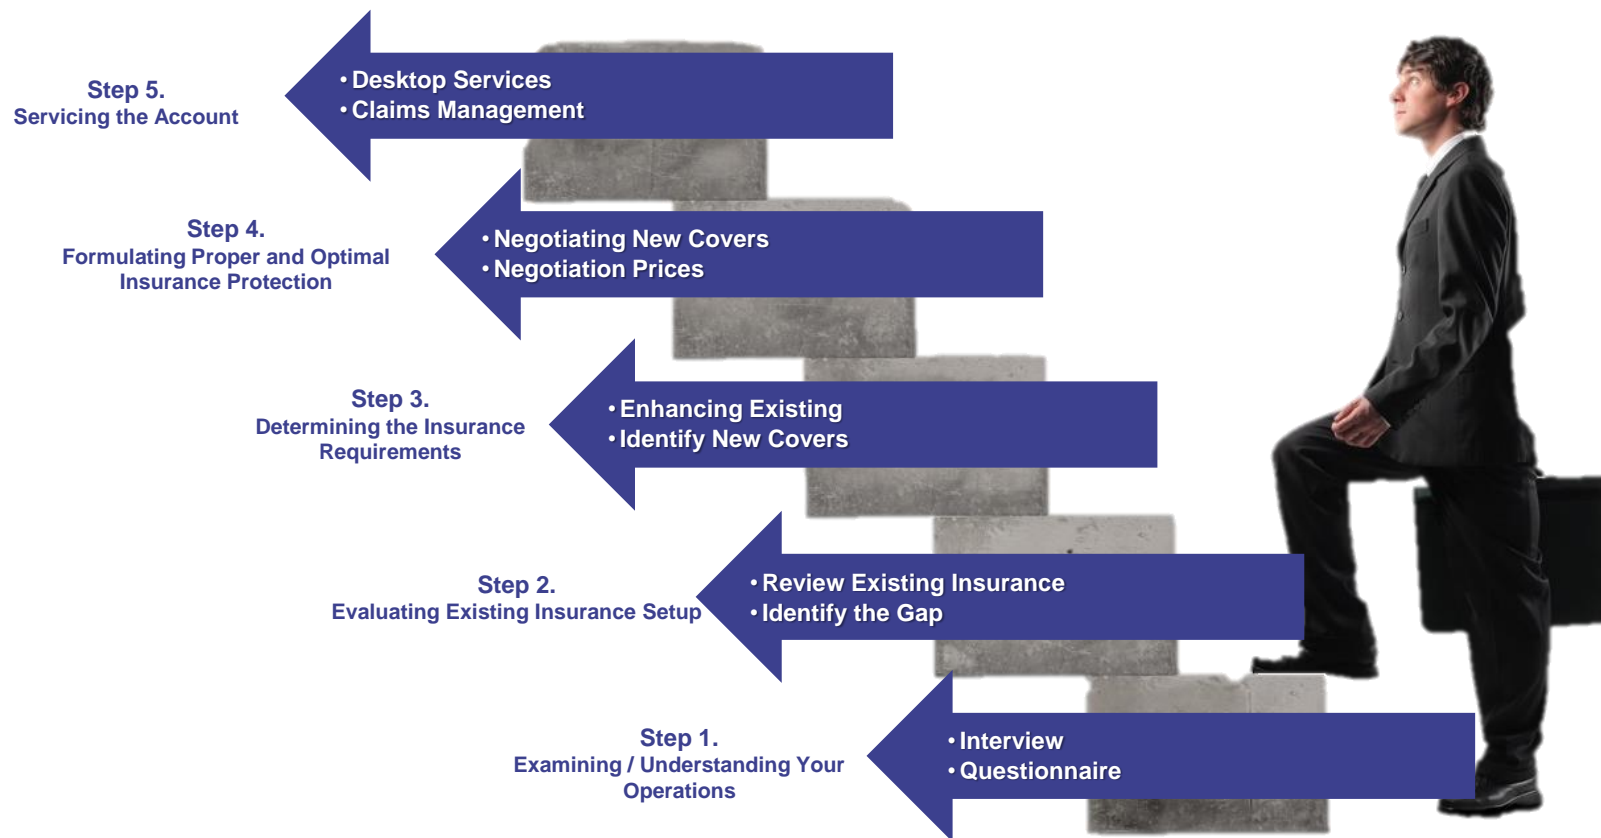 Step 5.
Servicing the Account
• Desktop Services
• Claims Management
Step 4.
Formulating Proper and Optimal
Insurance Protection
• Negotiating New Covers
• Negotiation Prices
Step 3.
Determining the Insurance
Requirements
• Enhancing Existing
• Identify New Covers
Step 2.
Evaluating Existing Insurance Setup
• Review Existing Insurance
• Identify the Gap
Step 1.
Examining / Understanding Your
Operations
• Interview
• Questionnaire